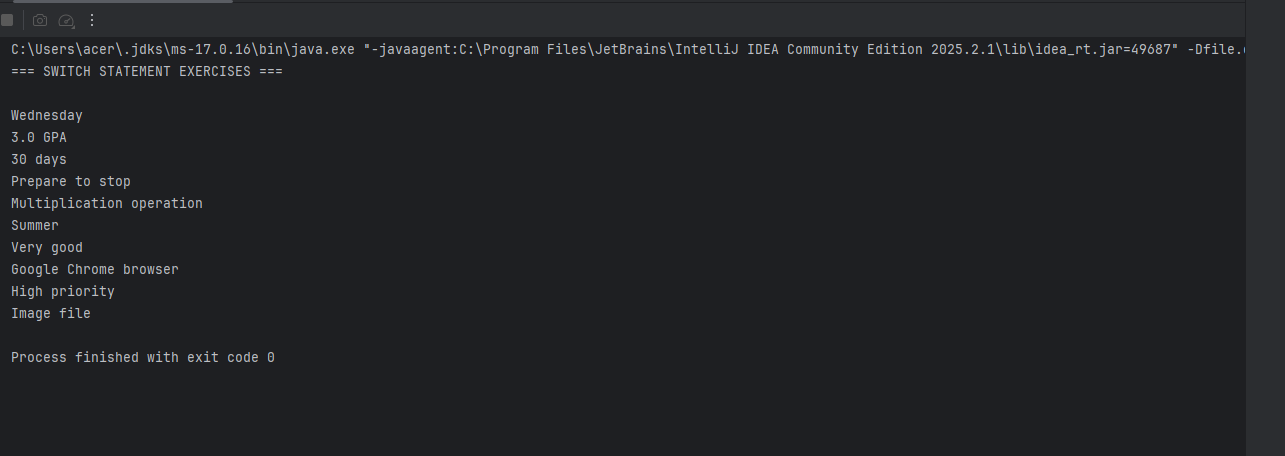 C:\Users\acer\.jdks\ms-17.0.16\bin\java.exe "-javaagent:C:\Program Files\JetBrains\IntelliJ IDEA Community Edition 2025.2.1\lib\idea_rt.jar=49687" -Dfile.
=== SWITCH STATEMENT EXERCISES ===
Wednesday
3.0 GPA
30 days
Prepare to stop
Multiplication operation
Summer
Very good
Google Chrome browser
High priority
Image file
Process finished with exit code 0